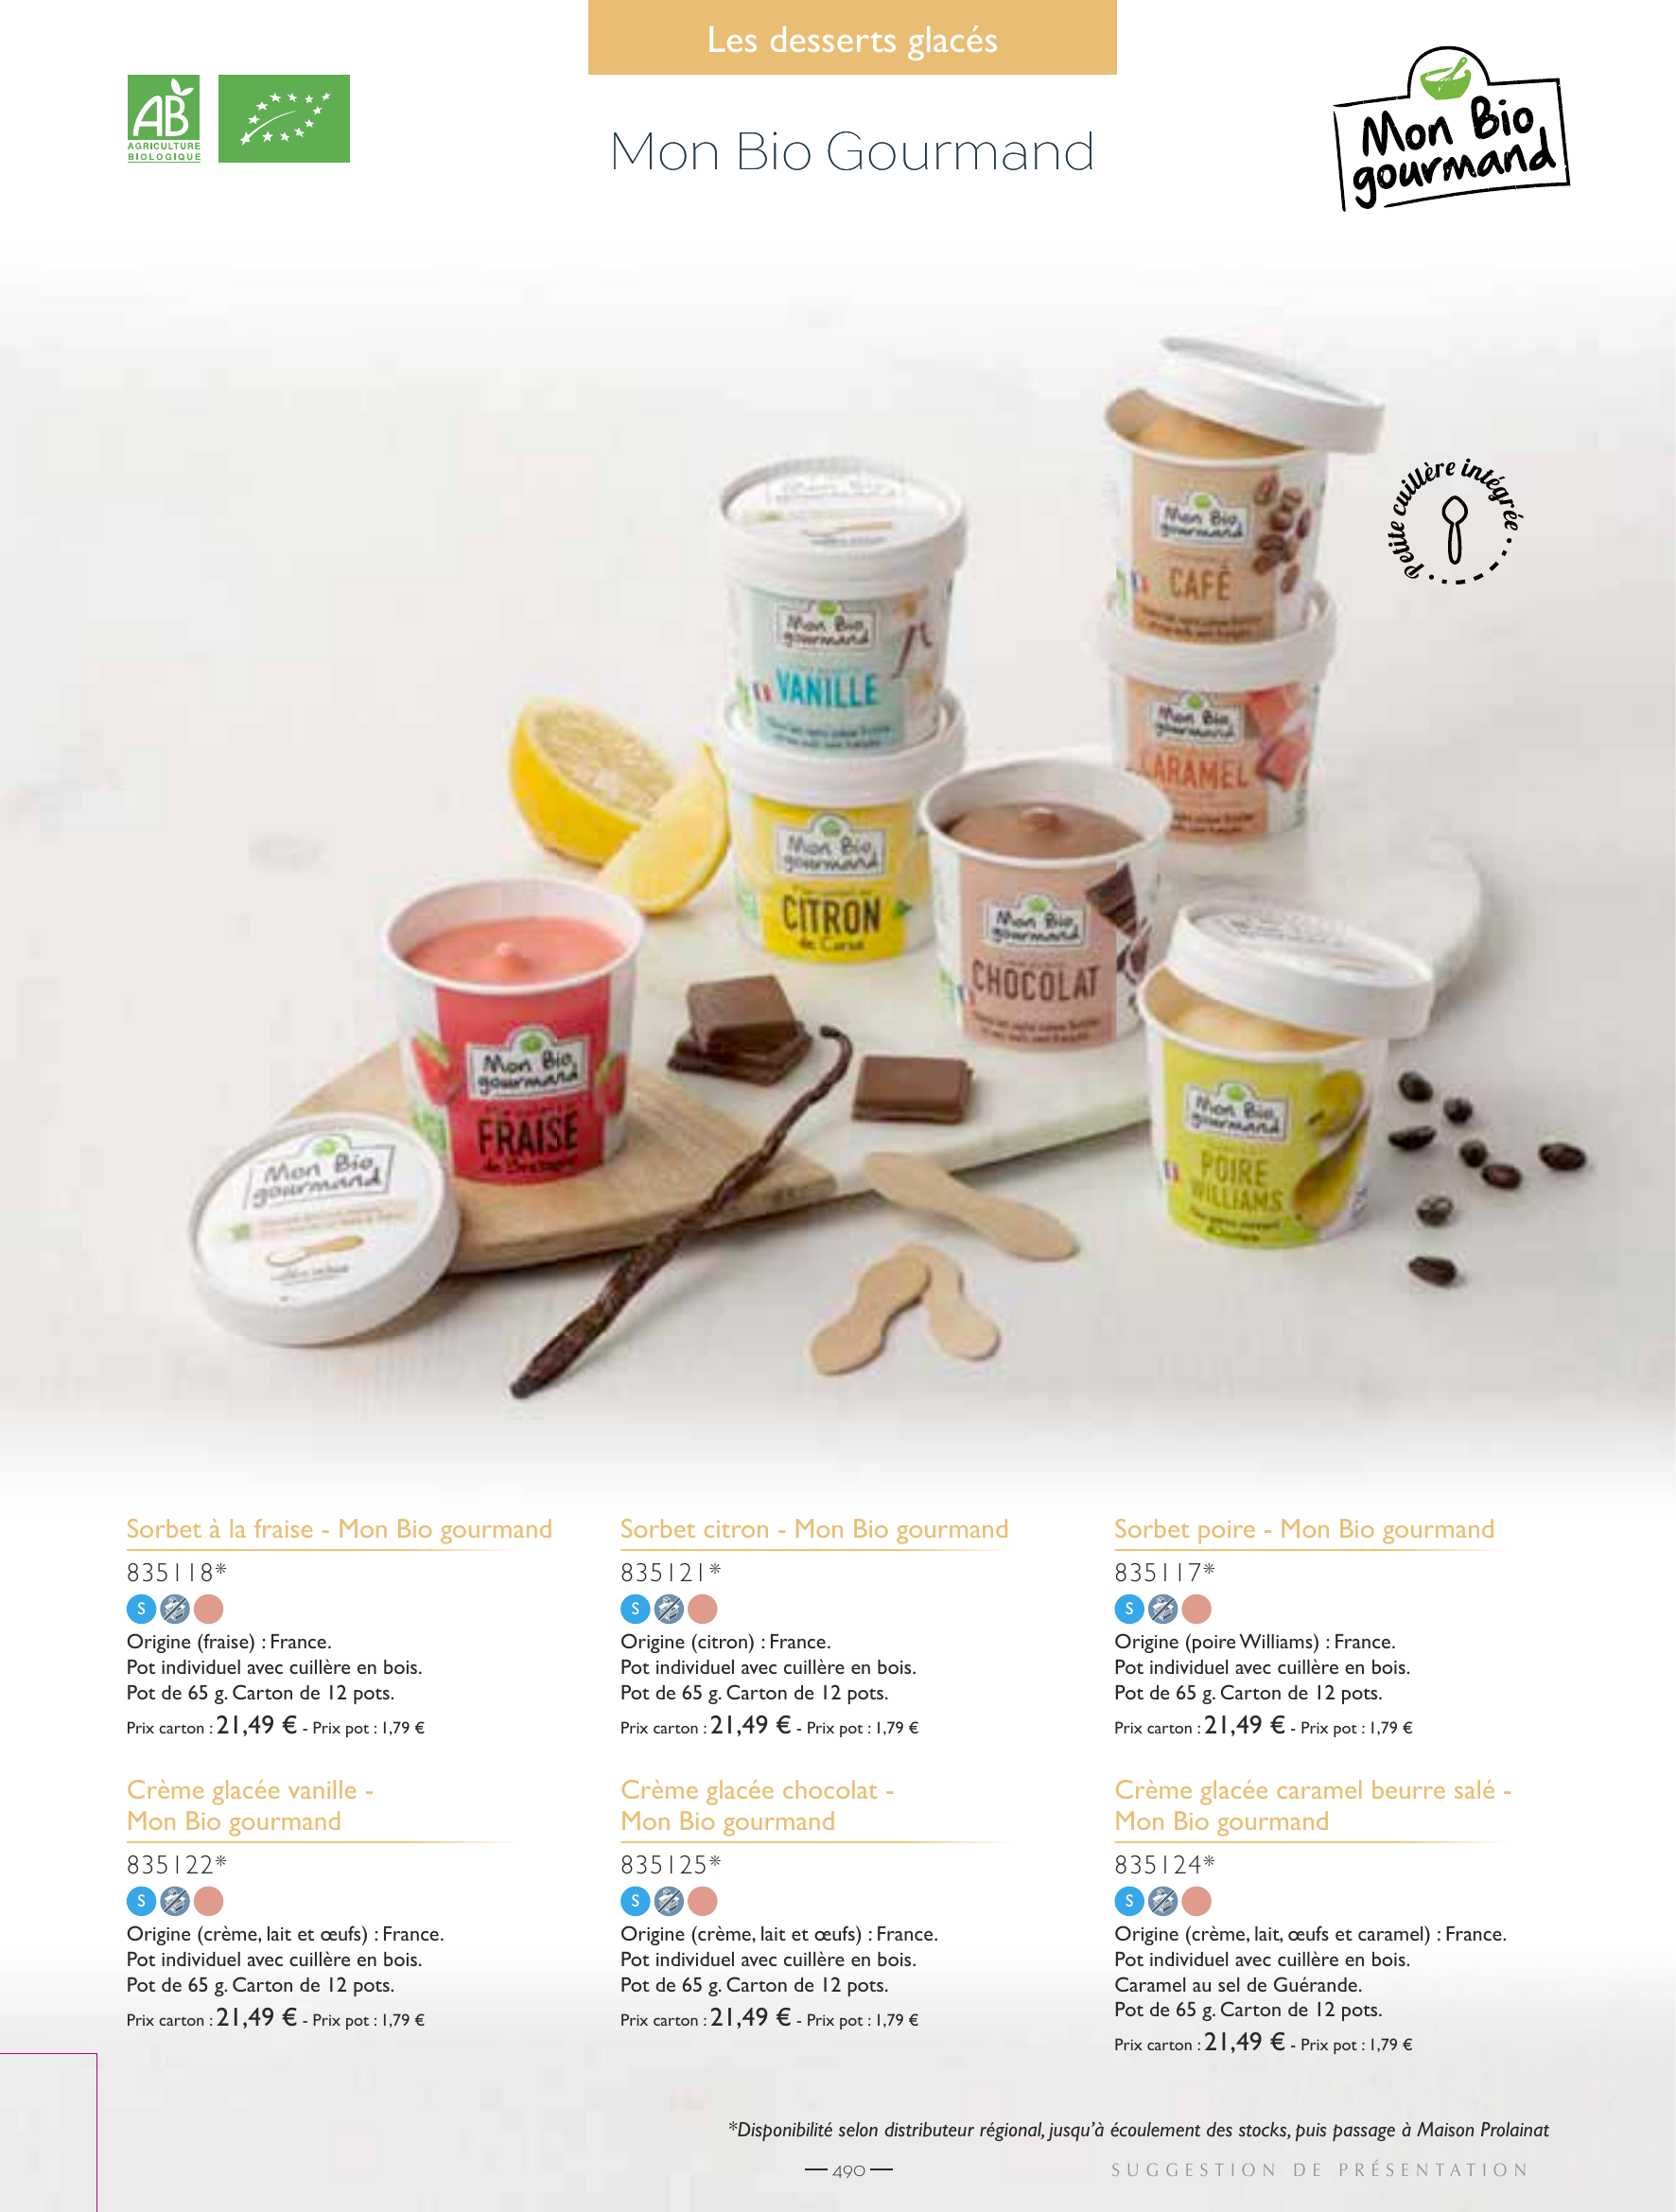 Les desserts glacés
AB
AGRICULTURE
BIOLOGIQUE
Mon Bio Gourmand
Mon Bio
gourmand
Petite cuillère intégrée
Mon Bio
gourmand
CAFÉ
Mon Bio
gourmand
VANILLE
Mon Bio
gourmand
CARAMEL
Mon Bio
gourmand
CITRON
de Corse
Mon Bio
gourmand
CHOCOLAT
Mon Bio
gourmand
FRAISE
de Bretagne
Mon Bio
gourmand
POIRE
WILLIAMS
Mon Bio
gourmand
Sorbet à la fraise - Mon Bio gourmand
835118*
S
Origine (fraise) : France.
Pot individuel avec cuillère en bois.
Pot de 65 g. Carton de 12 pots.
Prix carton : 21,49 € - Prix pot : 1,79 €
Sorbet citron - Mon Bio gourmand
835121*
S
Origine (citron) : France.
Pot individuel avec cuillère en bois.
Pot de 65 g. Carton de 12 pots.
Prix carton : 21,49 € - Prix pot : 1,79 €
Sorbet poire - Mon Bio gourmand
835117*
S
Origine (poire Williams) : France.
Pot individuel avec cuillère en bois.
Pot de 65 g. Carton de 12 pots.
Prix carton : 21,49 € - Prix pot : 1,79 €
Crème glacée vanille -
Mon Bio gourmand
835122*
S
Origine (crème, lait et œufs) : France.
Pot individuel avec cuillère en bois.
Pot de 65 g. Carton de 12 pots.
Prix carton : 21,49 € - Prix pot : 1,79 €
Crème glacée chocolat -
Mon Bio gourmand
835125*
S
Origine (crème, lait et œufs) : France.
Pot individuel avec cuillère en bois.
Pot de 65 g. Carton de 12 pots.
Prix carton : 21,49 € - Prix pot : 1,79 €
Crème glacée caramel beurre salé -
Mon Bio gourmand
835124*
S
Origine (crème, lait, œufs et caramel) : France.
Pot individuel avec cuillère en bois.
Caramel au sel de Guérande.
Pot de 65 g. Carton de 12 pots.
Prix carton : 21,49 € - Prix pot : 1,79 €
*Disponibilité selon distributeur régional, jusqu'à écoulement des stocks, puis passage à Maison Prolainat
— 490 —
SUGGESTION DE PRÉSENTATION